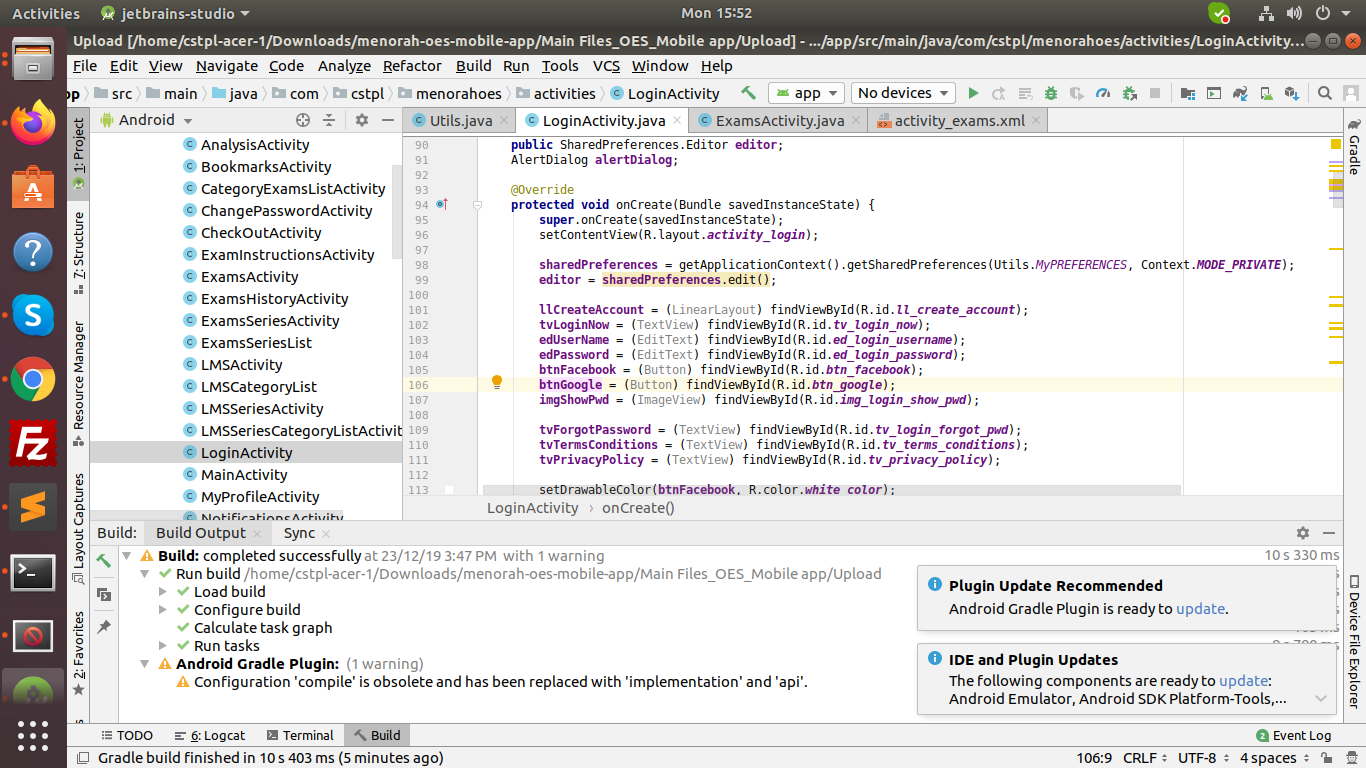 Activities
jetbrains-studio
Mon 15:52
Upload [/home/cstpl-acer-1/Downloads/menorah-oes-mobile-app/Main Files_OES_Mobile app/Upload] - .../app/src/main/java/com/cstpl/menorahoes/activities/LoginActivity...
File Edit View Navigate Code Analyze Refactor Build Run Tools VCS Window Help
pp src main java com cstpl menorahoes activities LoginActivity
app
No devices
1: Project
7: Structure
Resource Manager
Layout Captures
2: Favorites
Android
AnalysisActivity
BookmarksActivity
CategoryExamsListActivity
ChangePasswordActivity
CheckOutActivity
ExamInstructionsActivity
ExamsActivity
ExamsHistoryActivity
ExamsSeriesActivity
ExamsSeriesList
LMSActivity
LMSCategoryList
LMSSeriesActivity
LMSSeriesCategoryListActivit
LoginActivity
MainActivity
MyProfileActivity
NotificationsActivity
Utils.java
LoginActivity.java
ExamsActivity.java
activity_exams.xml
90 public SharedPreferences.Editor editor;
91 AlertDialog alertDialog;
92
93 @Override
94 protected void onCreate(Bundle savedInstanceState) {
95 super.onCreate(savedInstanceState);
96 setContentView(R.layout.activity_login);
97
98 sharedPreferences = getApplicationContext().getSharedPreferences(Utils.MyPREFERENCES, Context.MODE_PRIVATE);
99 editor = sharedPreferences.edit();
100
101 llCreateAccount = (LinearLayout) findViewById(R.id.ll_create_account);
102 tvLoginNow = (TextView) findViewById(R.id.tv_login_now);
103 edUserName = (EditText) findViewById(R.id.ed_login_username);
104 edPassword = (EditText) findViewById(R.id.ed_login_password);
105 btnFacebook = (Button) findViewById(R.id.btn_facebook);
106 btnGoogle = (Button) findViewById(R.id.btn_google);
107 imgShowPwd = (ImageView) findViewById(R.id.img_login_show_pwd);
108
109 tvForgotPassword = (TextView) findViewById(R.id.tv_login_forgot_pwd);
110 tvTermsConditions = (TextView) findViewById(R.id.tv_terms_conditions);
111 tvPrivacyPolicy = (TextView) findViewById(R.id.tv_privacy_policy);
112
113 setDrawableColor(btnFacebook, R.color.white_color);
LoginActivity › onCreate()
Gradle
Device File Explorer
Build: Build Output Sync
Build: completed successfully at 23/12/19 3:47 PM with 1 warning
10 s 330 ms
Run build /home/cstpl-acer-1/Downloads/menorah-oes-mobile-app/Main Files_OES_Mobile app/Upload
Load build
Configure build
Calculate task graph
Run tasks
Android Gradle Plugin: (1 warning)
Configuration 'compile' is obsolete and has been replaced with 'implementation' and 'api'.
Plugin Update Recommended
Android Gradle Plugin is ready to update.
IDE and Plugin Updates
The following components are ready to update:
Android Emulator, Android SDK Platform-Tools,...
TODO
6: Logcat
Terminal
Build
2 Event Log
Gradle build finished in 10 s 403 ms (5 minutes ago)
106:9 CRLF UTF-8 4 spaces